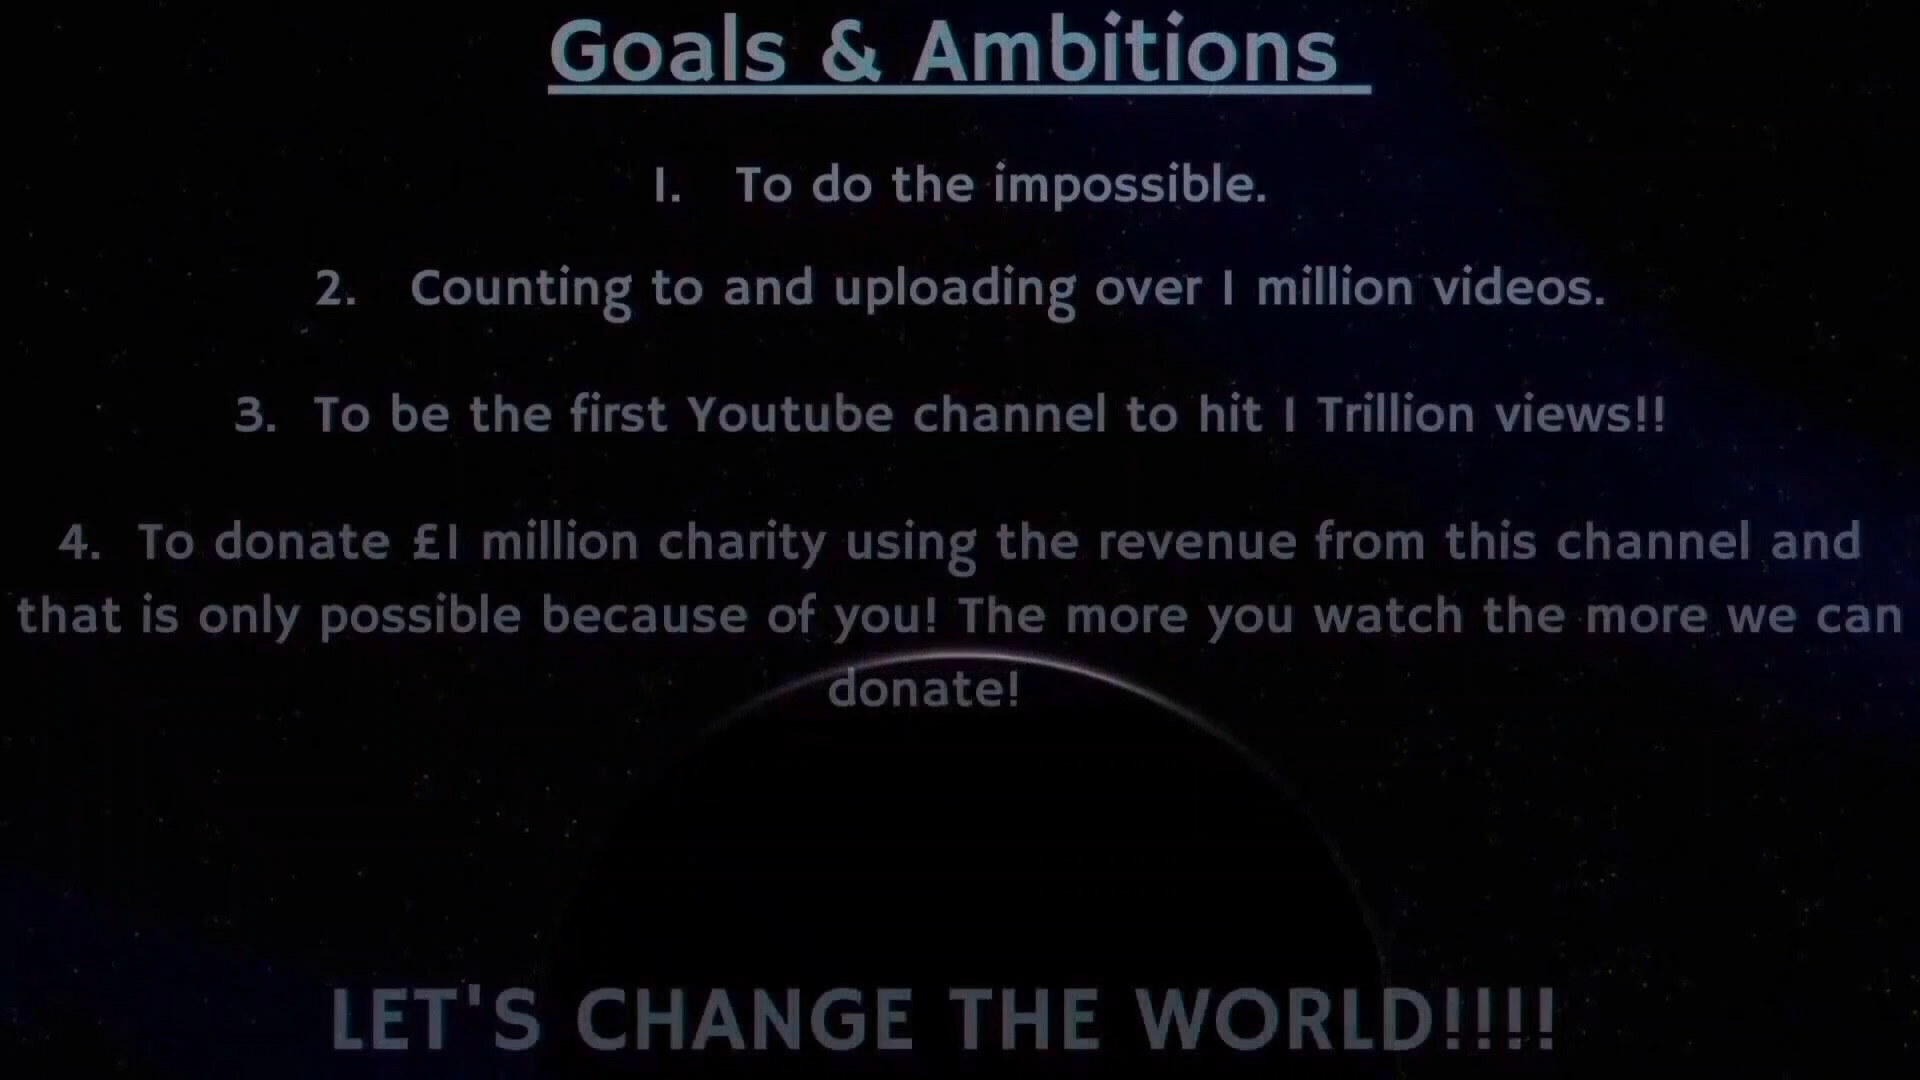 Goals & Ambitions
1. To do the impossible.
2. Counting to and uploading over 1 million videos.
3. To be the first Youtube channel to hit 1 Trillion views!!
4. To donate £1 million charity using the revenue from this channel and
that is only possible because of you! The more you watch the more we can
donate!
LET'S CHANGE THE WORLD!!!!